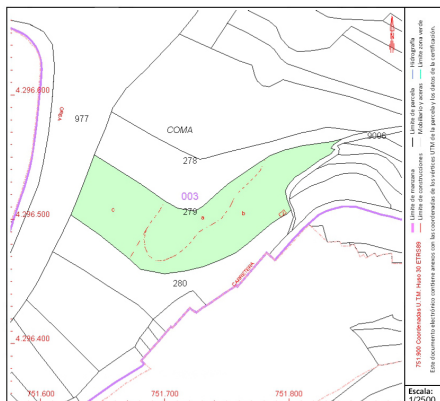 4.296.600
977
COMA
278
9006
003
279
4.296.500
c
a
b
280
CARRETERA
4.296.400
751.600
751.700
751.800
Límite de manzana
Límite de parcela
Hidrografía
Límite de construcciones
Mobiliario y aceras
Límite zona verde
751.900 Coordenadas U.T.M. Huso 30 ETRS89
Este documento electrónico contiene anexos con las coordenadas de los vértices UTM de la parcela y los datos de la certificación.
Escala:
1/2500